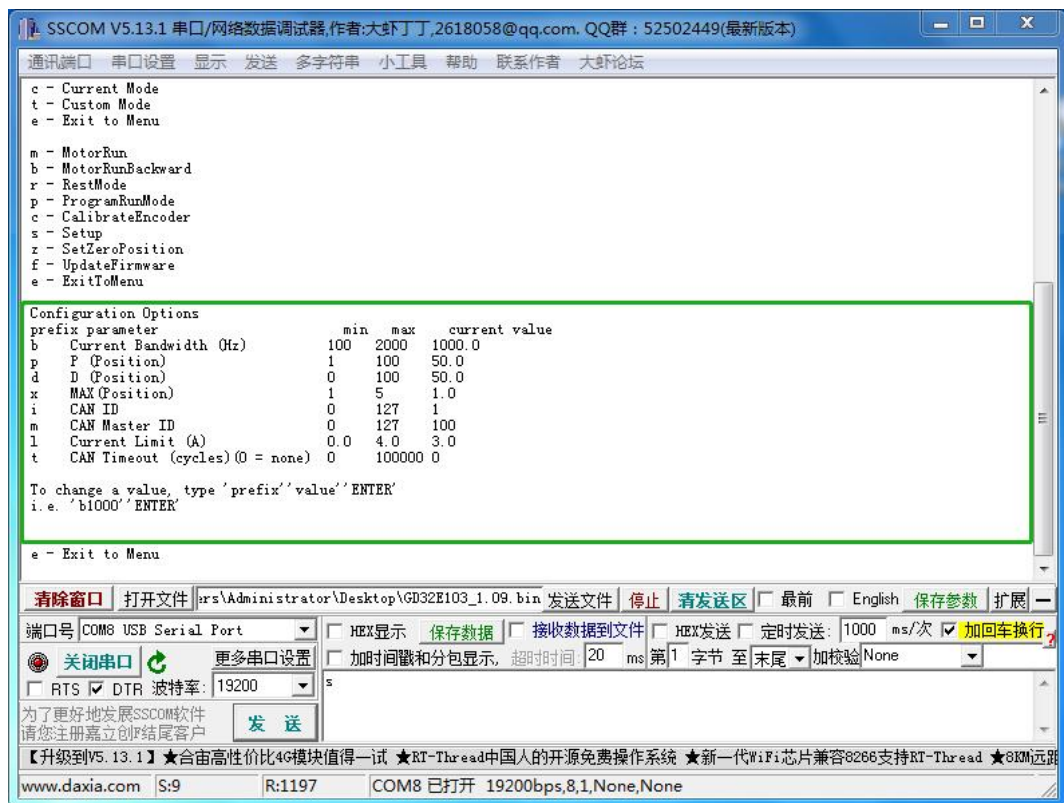 SSCOM V5.13.1 串口/网络数据调试器,作者:大虾丁丁,2618058@qq.com. QQ群：52502449(最新版本)
通讯端口 串口设置 显示 发送 多字符串 小工具 帮助 联系作者 大虾论坛
c - Current Mode
t - Custom Mode
e - Exit to Menu
m - MotorRun
b - MotorRunBackward
r - RestMode
p - ProgramRunMode
c - CalibrateEncoder
s - Setup
z - SetZeroPosition
f - UpdateFirmware
e - ExitToMenu
Configuration Options
prefix parameter min max current value
b Current Bandwidth (Hz) 100 2000 1000.0
p P (Position) 1 100 50.0
d D (Position) 0 100 50.0
x MAX(Position) 1 5 1.0
i CAN ID 0 127 1
m CAN Master ID 0 127 100
l Current Limit (A) 0.0 4.0 3.0
t CAN Timeout (cycles)(0 = none) 0 100000 0
To change a value, type 'prefix''value''ENTER'
i.e. 'b1000''ENTER'
e - Exit to Menu
清除窗口 打开文件 ers\Administrator\Desktop\GD32E103_1.09.bin 发送文件 停止 清发送区 最前 English 保存参数 扩展 —
端口号 COM8 USB Serial Port HEX显示 保存数据 接收数据到文件 HEX发送 定时发送: 1000 ms/次 加回车换行
关闭串口 更多串口设置 加时间戳和分包显示, 超时时间: 20 ms 第1 字节 至 末尾 加校验 None
RTS DTR 波特率: 19200 s
为了更好地发展SSCOM软件
请您注册嘉立创F结尾客户
发 送
【升级到V5.13.1】★合宙高性价比4G模块值得一试 ★RT-Thread中国人的开源免费操作系统 ★新一代WiFi芯片兼容8266支持RT-Thread ★8KM远距
www.daxia.com S:9 R:1197 COM8 已打开 19200bps,8,1,None,None